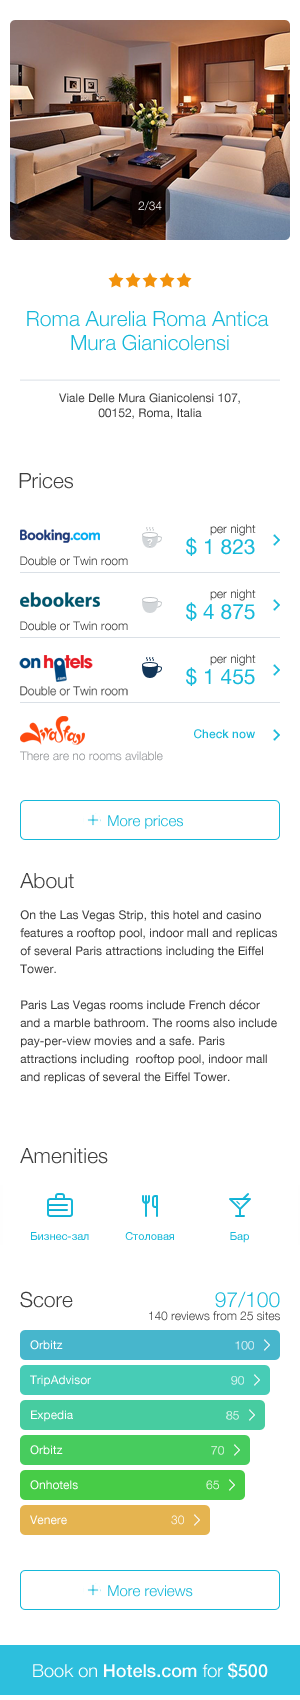 2/34
Roma Aurelia Roma Antica
Mura Gianicolensi
Viale Delle Mura Gianicolensi 107,
00152, Roma, Italia
Prices
Booking.com
?
per night
$ 1 823
Double or Twin room
ebookers
per night
$ 4 875
Double or Twin room
on hotels
.com
per night
$ 1 455
Double or Twin room
VivaStay
Check now
There are no rooms avilable
+ More prices
About
On the Las Vegas Strip, this hotel and casino
features a rooftop pool, indoor mall and replicas
of several Paris attractions including the Eiffel
Tower.
Paris Las Vegas rooms include French décor
and a marble bathroom. The rooms also include
pay-per-view movies and a safe. Paris
attractions including  rooftop pool, indoor mall
and replicas of several the Eiffel Tower.
Amenities
Бизнес-зал
Столовая
Бар
Score
97/100
140 reviews from 25 sites
Orbitz 100
TripAdvisor 90
Expedia 85
Orbitz 70
Onhotels 65
Venere 30
+ More reviews
Book on Hotels.com for $500